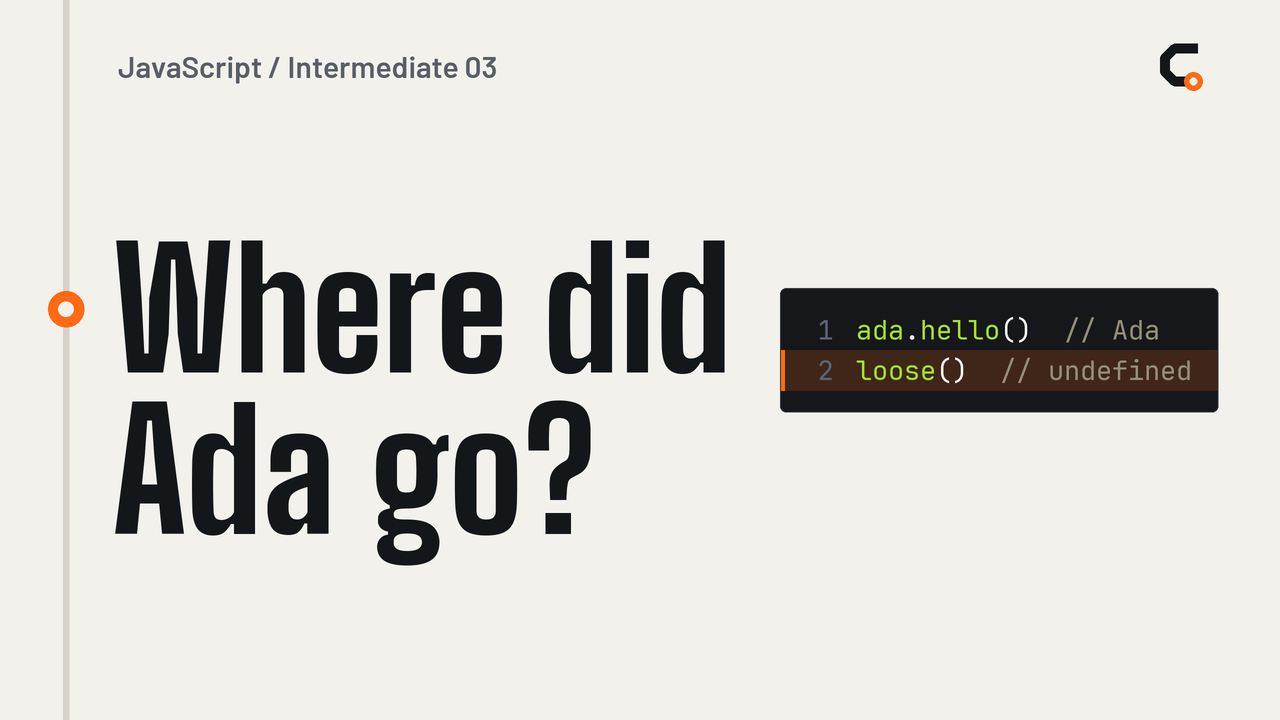 JavaScript / Intermediate 03
Where did
Ada go?
1 ada.hello() // Ada
2 loose() // undefined